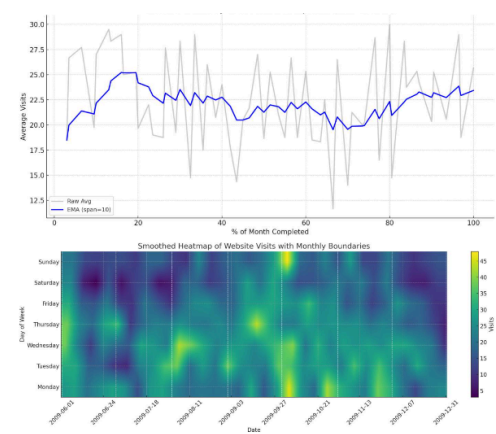 30.0
27.5
25.0
22.5
20.0
17.5
15.0
12.5
Average Visits
Raw Avg
EMA (span=10)
0 20 40 60 80 100
% of Month Completed
Smoothed Heatmap of Website Visits with Monthly Boundaries
Sunday
Saturday
Friday
Thursday
Wednesday
Tuesday
Monday
Day of Week
45
40
35
30
25
20
15
10
5
Visits
2009-06-01 2009-06-24 2009-07-18 2009-08-11 2009-09-03 2009-09-27 2009-10-21 2009-11-13 2009-12-07 2009-12-31
Date